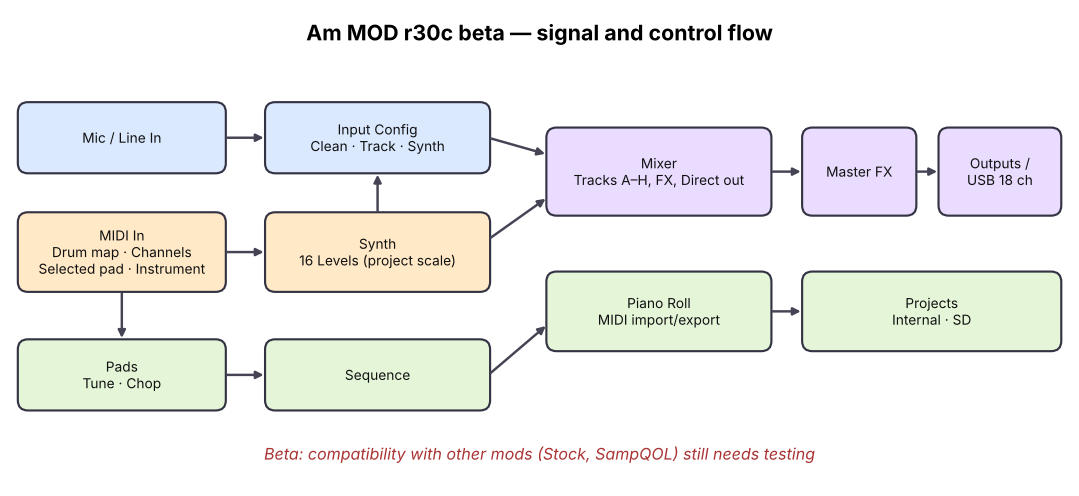 Am MOD r30c beta — signal and control flow
Mic / Line In
Input Config
Clean · Track · Synth
Mixer
Tracks A–H, FX, Direct out
Master FX
Outputs /
USB 18 ch
MIDI In
Drum map · Channels
Selected pad · Instrument
Synth
16 Levels (project scale)
Piano Roll
MIDI import/export
Projects
Internal · SD
Pads
Tune · Chop
Sequence
Beta: compatibility with other mods (Stock, SampQOL) still needs testing